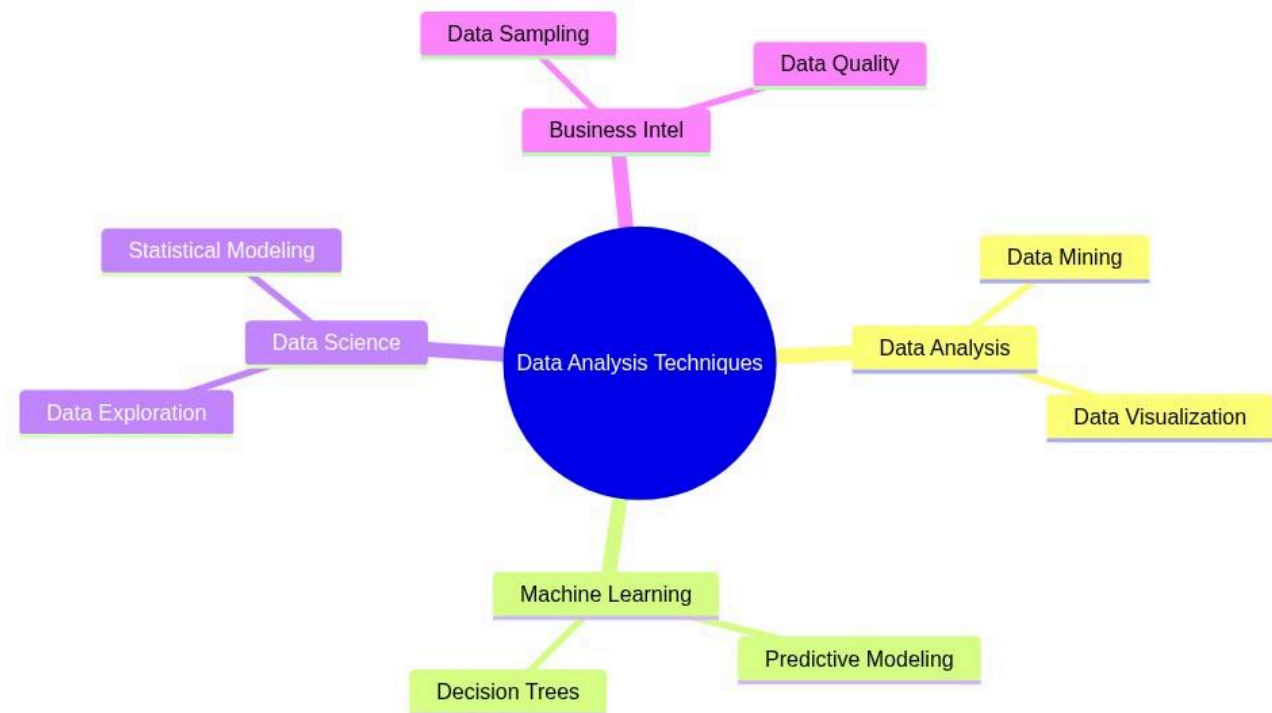 Data Sampling
Data Quality
Business Intel
Statistical Modeling
Data Mining
Data Science
Data Analysis Techniques
Data Analysis
Data Exploration
Data Visualization
Machine Learning
Predictive Modeling
Decision Trees